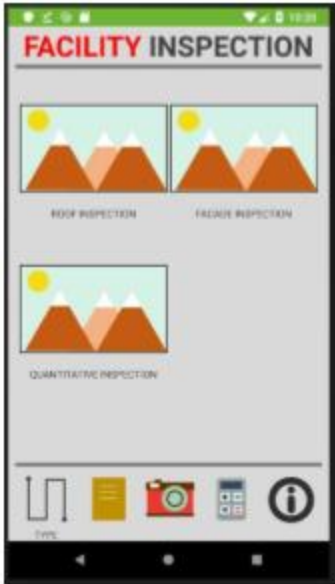 FACILITY INSPECTION
ROOF INSPECTION
FACADE INSPECTION
QUANTITATIVE INSPECTION
TYPE